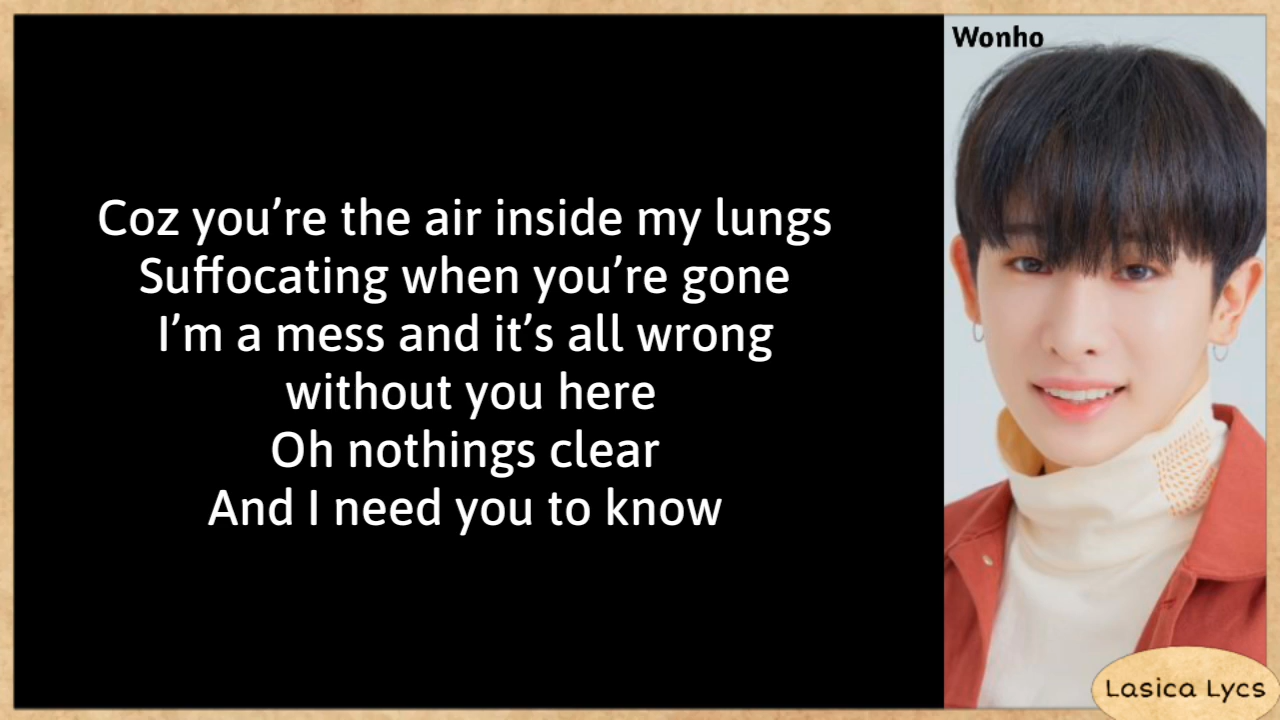 Wonho
Coz you’re the air inside my lungs
Suffocating when you’re gone
I’m a mess and it’s all wrong
without you here
Oh nothings clear
And I need you to know
Lasica Lycs